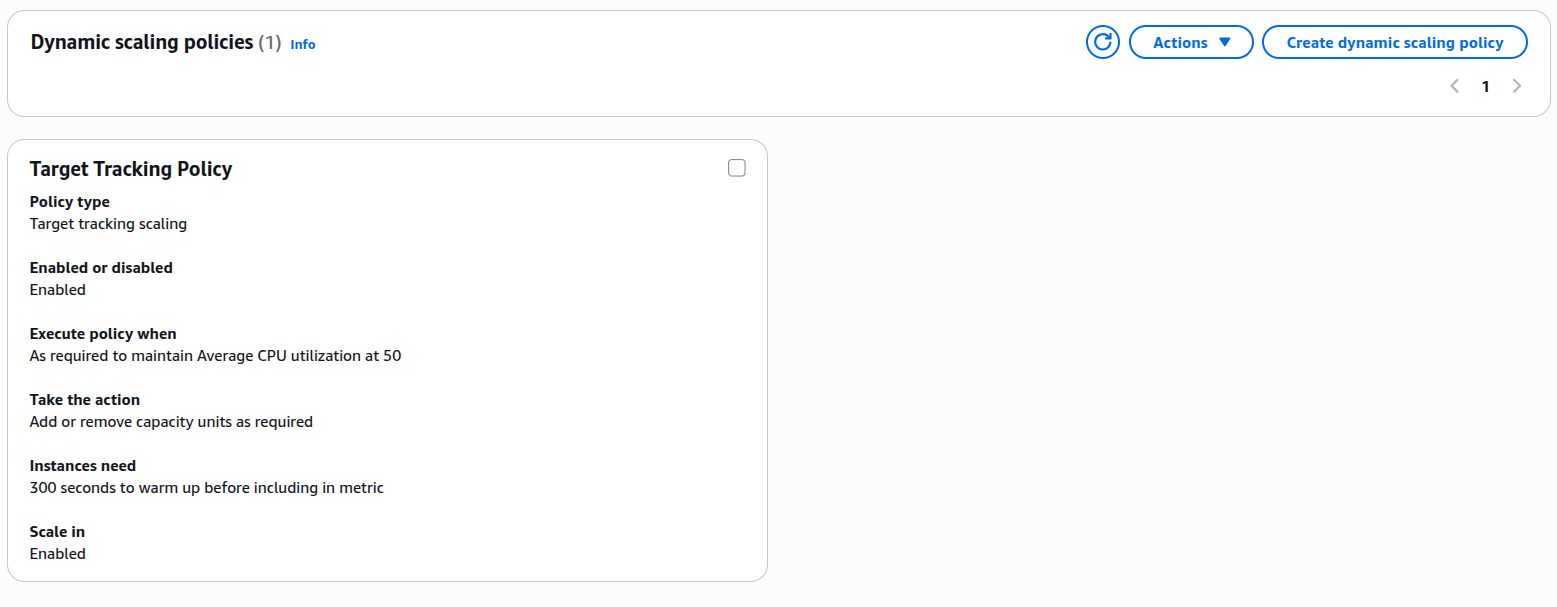 Dynamic scaling policies (1) Info
Actions
Create dynamic scaling policy
1
Target Tracking Policy
Policy type
Target tracking scaling
Enabled or disabled
Enabled
Execute policy when
As required to maintain Average CPU utilization at 50
Take the action
Add or remove capacity units as required
Instances need
300 seconds to warm up before including in metric
Scale in
Enabled